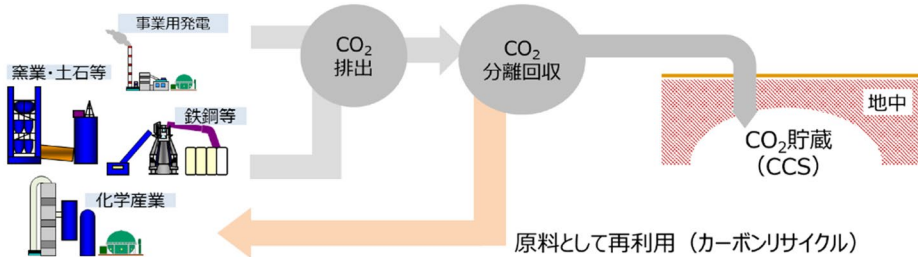 事業用発電
窯業・土石等
鉄鋼等
化学産業
CO₂
排出
CO₂
分離回収
地中
CO₂貯蔵
(CCS)
原料として再利用（カーボンリサイクル）